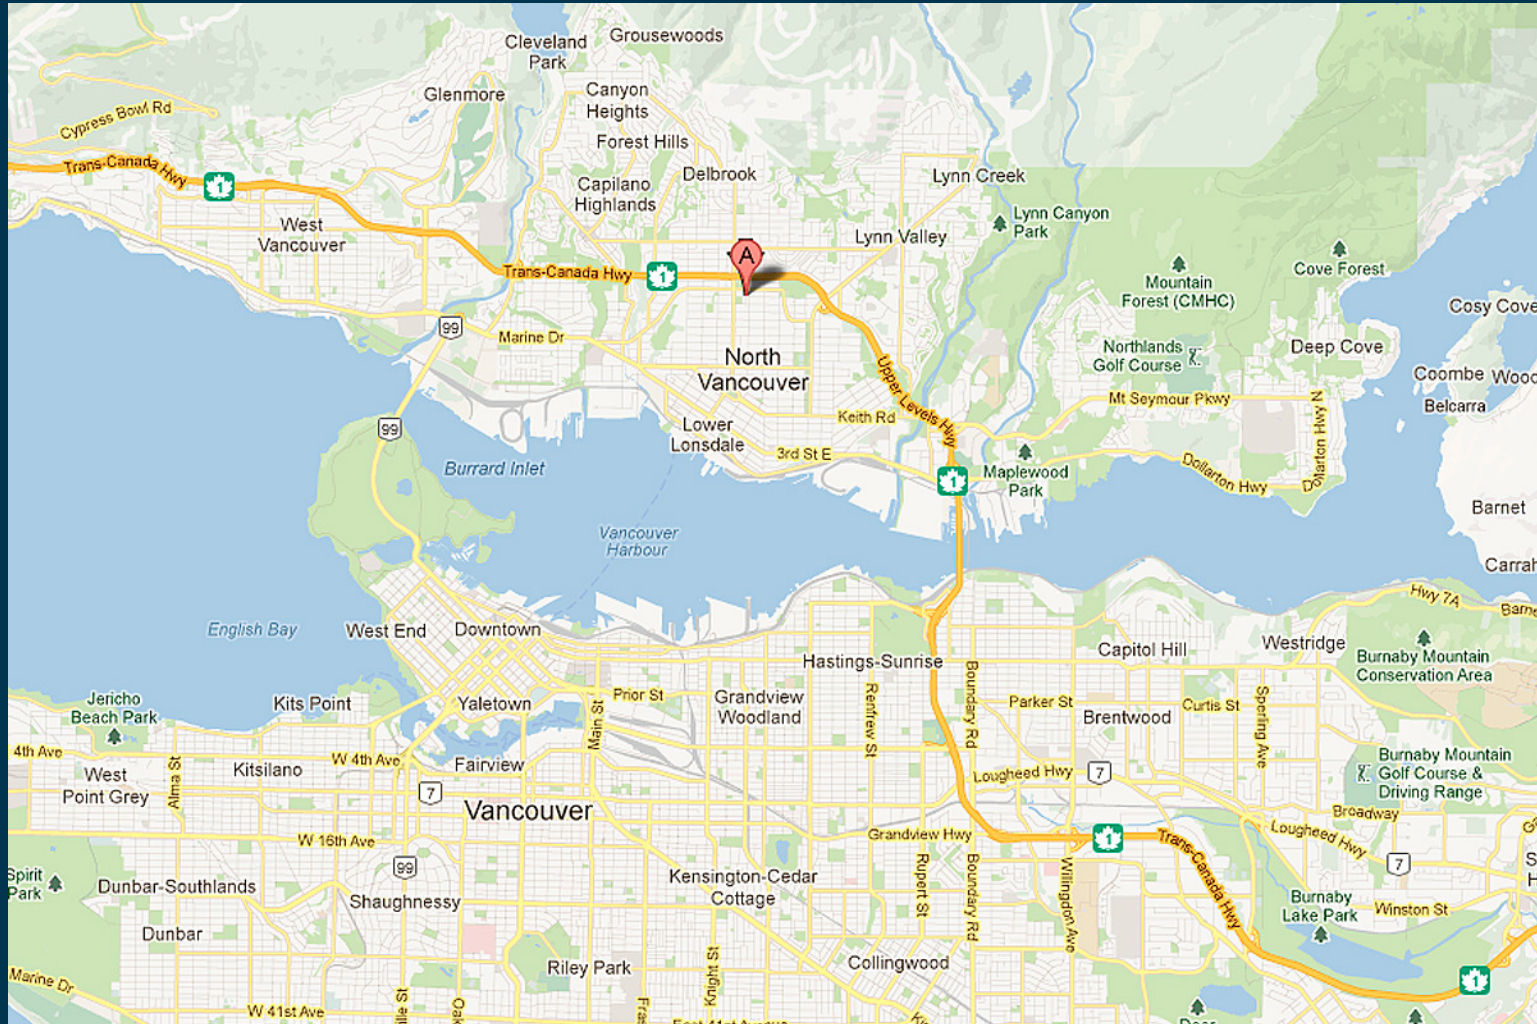 Cleveland
Park
Grousewoods
Glenmore
Canyon
Heights
Cypress Bowl Rd
Forest Hills
Trans-Canada Hwy
1
Delbrook
Lynn Creek
Capilano
Highlands
West
Vancouver
Lynn Canyon
Park
Lynn Valley
A
Trans-Canada Hwy
1
Cove Forest
Mountain
Forest (CMHC)
Cosy Cove
99
Marine Dr
North
Vancouver
Upper Levels Hwy
Northlands
Golf Course
Deep Cove
Coombe
Belcarra
Mt Seymour Pkwy
Dollarton Hwy N
99
Keith Rd
Lower
Lonsdale
3rd St E
Burrard Inlet
1
Maplewood
Park
Dollarton Hwy
Barnet
Vancouver
Harbour
Carrah
Hwy 7A
Barne
English Bay
West End
Downtown
Hastings-Sunrise
Capitol Hill
Westridge
Burnaby Mountain
Conservation Area
Jericho
Beach Park
Kits Point
Yaletown
Prior St
Main St
Grandview
Woodland
Renfrew St
Boundary Rd
Parker St
Brentwood
Curtis St
Sperling Ave
4th Ave
W 4th Ave
Kitsilano
Fairview
West
Point Grey
Alma St
7
Vancouver
Lougheed Hwy
7
Burnaby Mountain
Golf Course &
Driving Range
W 16th Ave
Grandview Hwy
1
Trans-Canada Hwy
Broadway
Lougheed Hwy
7
99
Spirit
Park
Dunbar-Southlands
Shaughnessy
Kensington-Cedar
Cottage
Rupert St
Boundary Rd
Willingdon Ave
Burnaby
Lake Park
Winston St
Dunbar
Riley Park
Knight St
Collingwood
Marine Dr
W 41st Ave
1